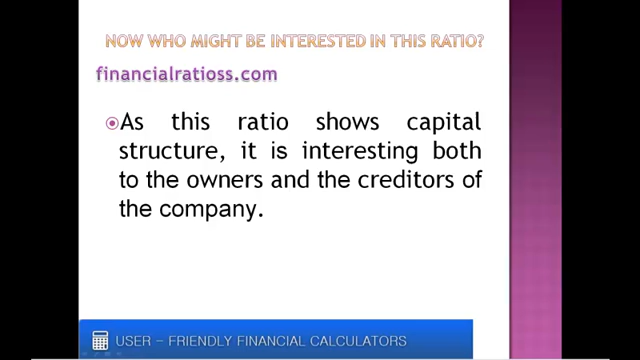 NOW WHO MIGHT BE INTERESTED IN THIS RATIO?
financialratioss.com
As this ratio shows capital
structure, it is interesting both
to the owners and the creditors of
the company.
USER – FRIENDLY FINANCIAL CALCULATORS